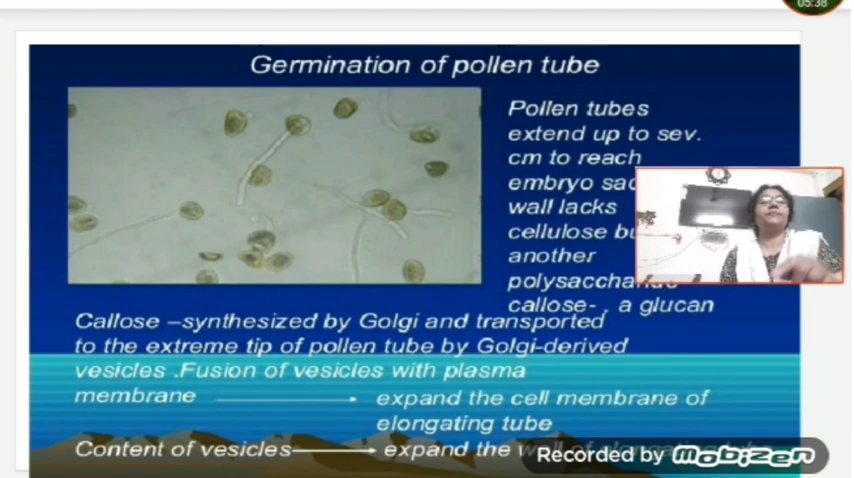 05:38
Germination of pollen tube
Pollen tubes
extend up to sev.
cm to reach
embryo sac
wall lacks
cellulose bu
another
polysaccha
callose- , a glucan
Callose –synthesized by Golgi and transported
to the extreme tip of pollen tube by Golgi-derived
vesicles .Fusion of vesicles with plasma
membrane expand the cell membrane of
elongating tube
Content of vesicles expand the
Recorded by mobizen